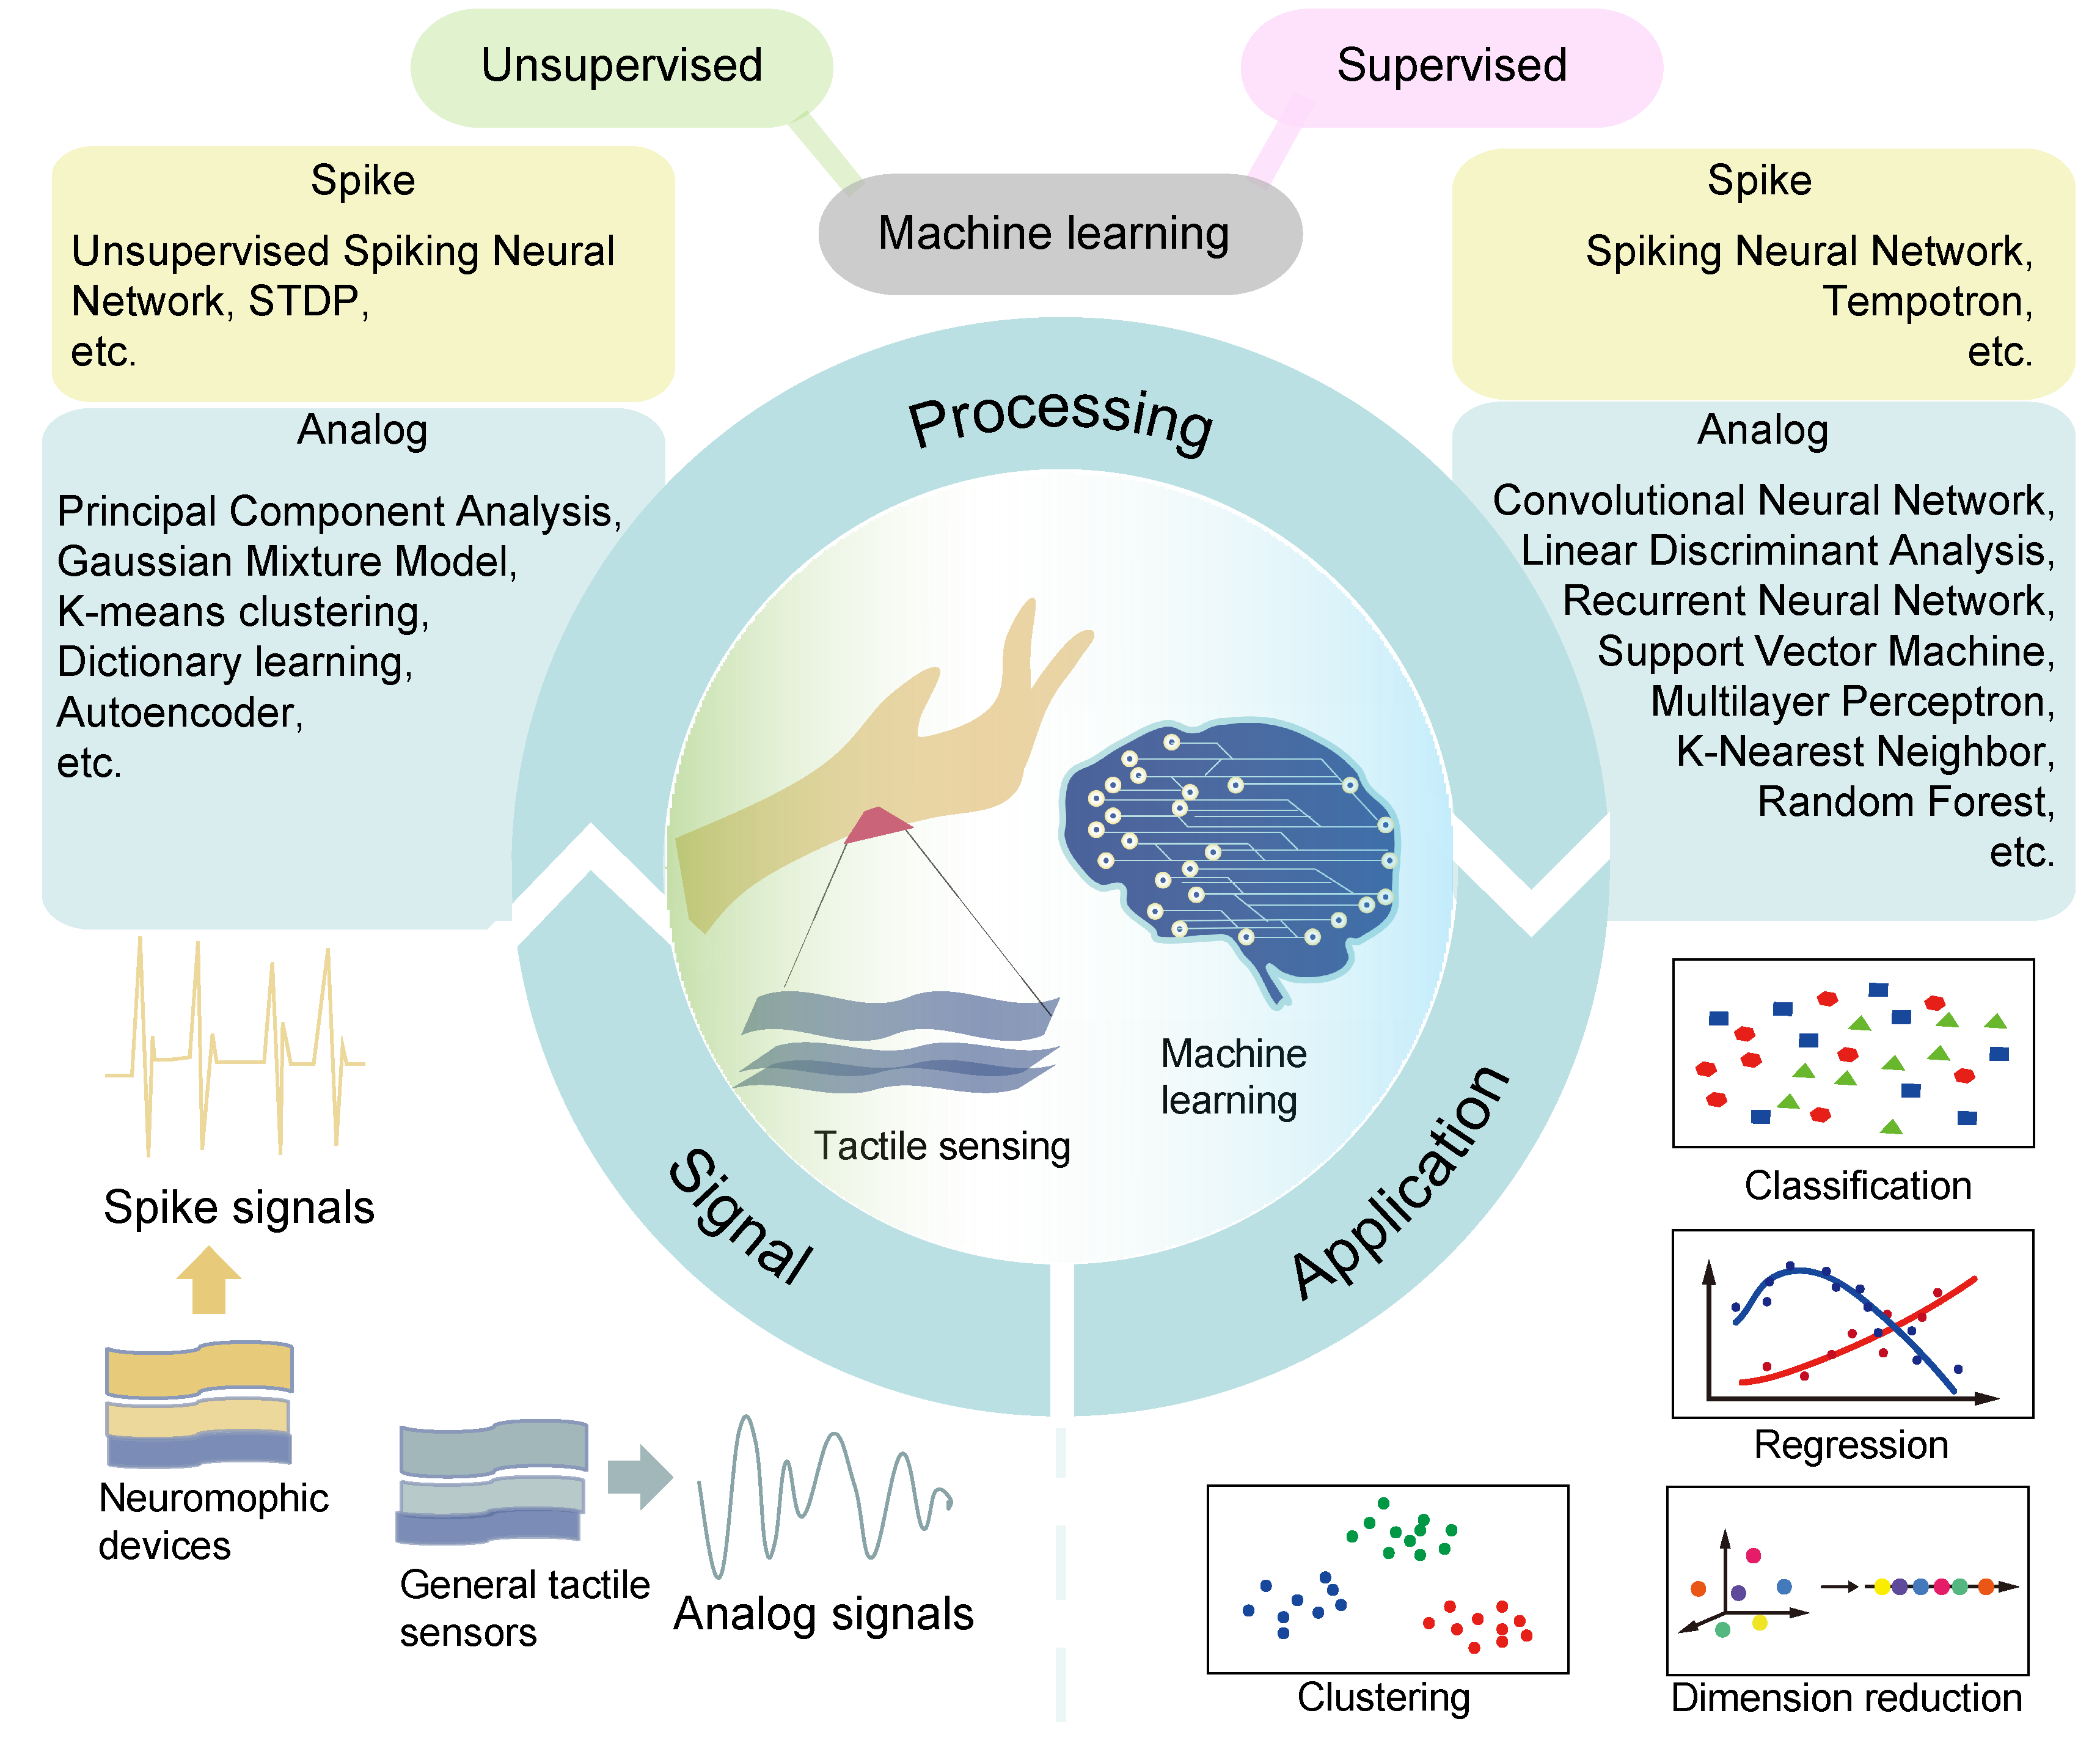 Unsupervised
Supervised
Machine learning
Spike
Unsupervised Spiking Neural
Network, STDP,
etc.
Analog
Principal Component Analysis,
Gaussian Mixture Model,
K-means clustering,
Dictionary learning,
Autoencoder,
etc.
Spike
Spiking Neural Network,
Tempotron,
etc.
Analog
Convolutional Neural Network,
Linear Discriminant Analysis,
Recurrent Neural Network,
Support Vector Machine,
Multilayer Perceptron,
K-Nearest Neighbor,
Random Forest,
etc.
Processing
Signal
Application
Tactile sensing
Machine
learning
Spike signals
Neuromophic
devices
General tactile
sensors
Analog signals
Classification
Regression
Clustering
Dimension reduction